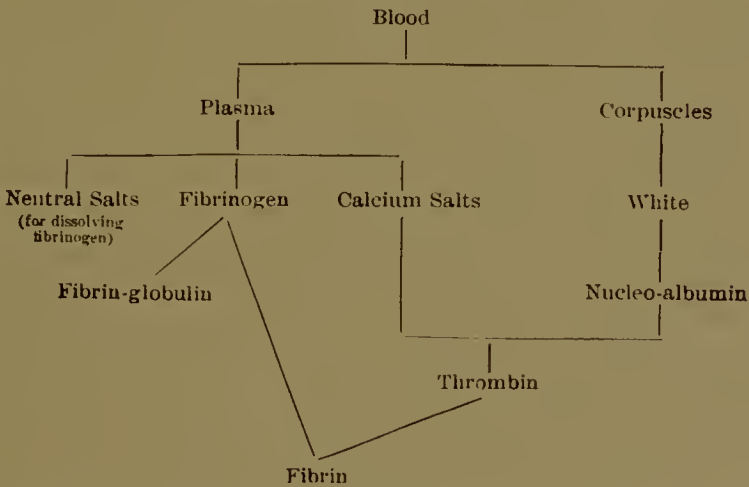 Blood
Plasma Corpuscles
Neutral Salts Fibrinogen Calcium Salts White
(for dissolving
fibrinogen)
Fibrin-globulin Nucleo-albumin
Thrombin
Fibrin